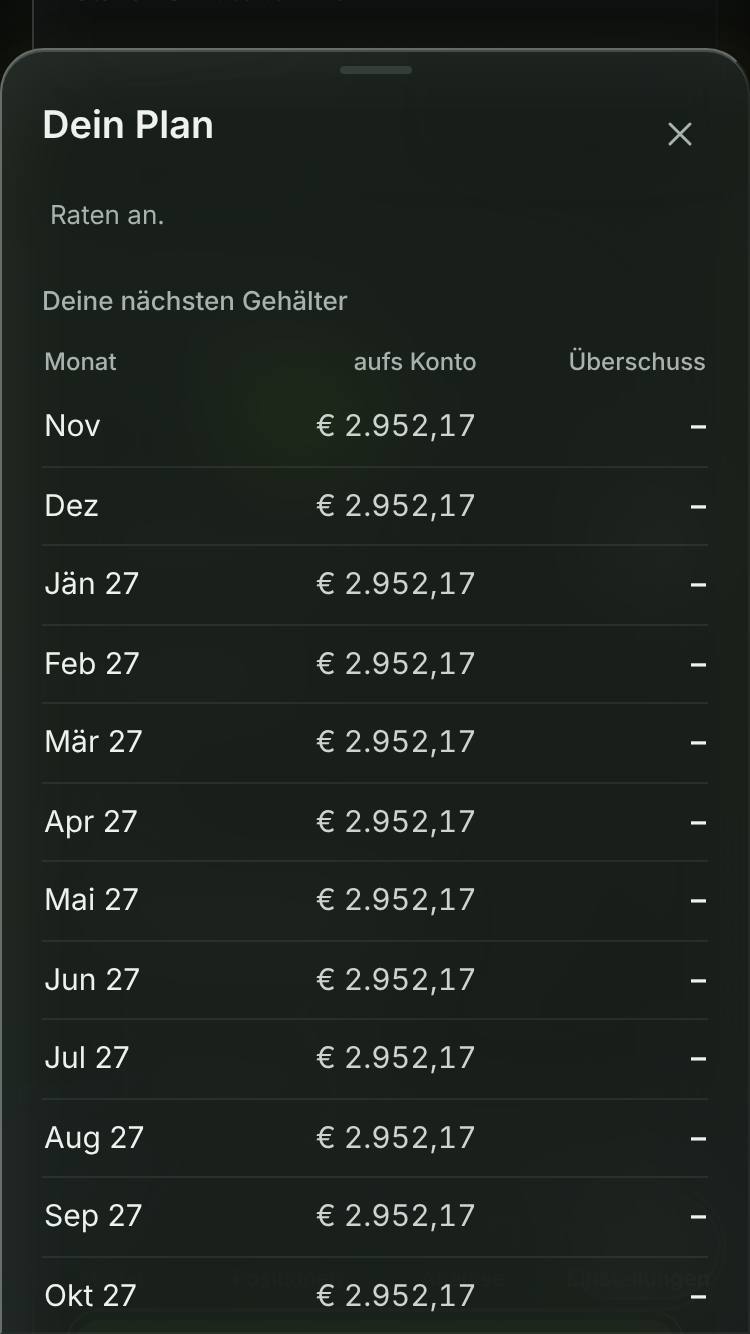 Dein Plan
Raten an.
Deine nächsten Gehälter
Monat aufs Konto Überschuss
Nov € 2.952,17 –
Dez € 2.952,17 –
Jän 27 € 2.952,17 –
Feb 27 € 2.952,17 –
Mär 27 € 2.952,17 –
Apr 27 € 2.952,17 –
Mai 27 € 2.952,17 –
Jun 27 € 2.952,17 –
Jul 27 € 2.952,17 –
Aug 27 € 2.952,17 –
Sep 27 € 2.952,17 –
Okt 27 € 2.952,17 –